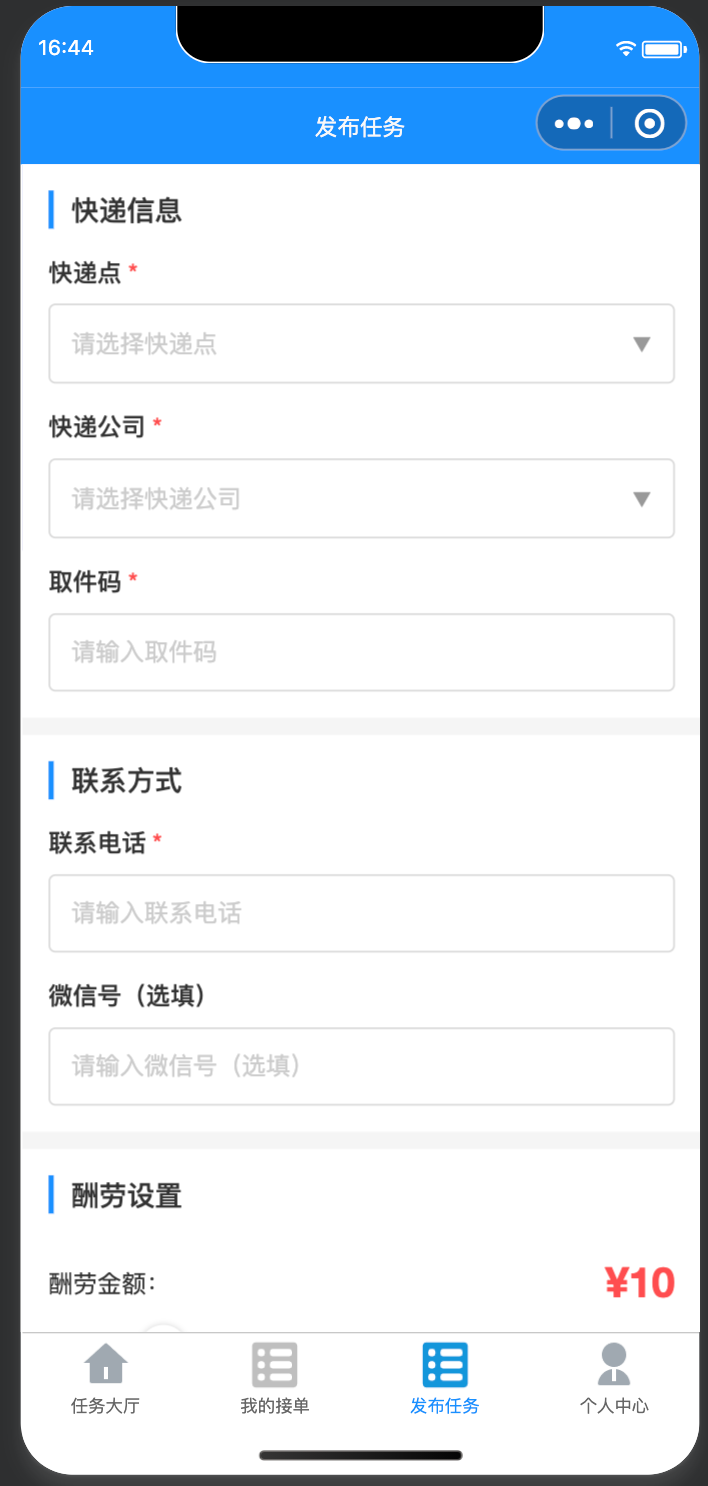 16:44
发布任务
快递信息
快递点 *
请选择快递点
快递公司 *
请选择快递公司
取件码 *
请输入取件码
联系方式
联系电话 *
请输入联系电话
微信号（选填）
请输入微信号（选填）
酬劳设置
酬劳金额：
¥10
任务大厅
我的接单
发布任务
个人中心